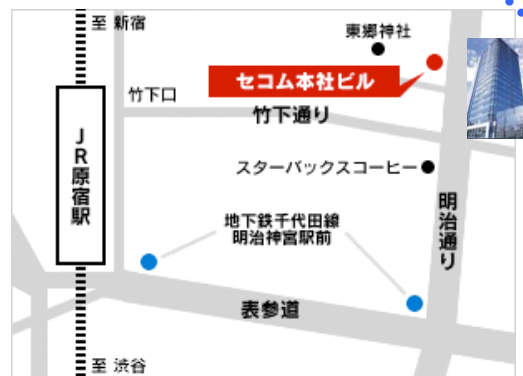 至 新宿
東郷神社
セコム本社ビル
竹下口
竹下通り
JR原宿駅
スターバックスコーヒー
明治通り
地下鉄千代田線
明治神宮駅前
表参道
至 渋谷